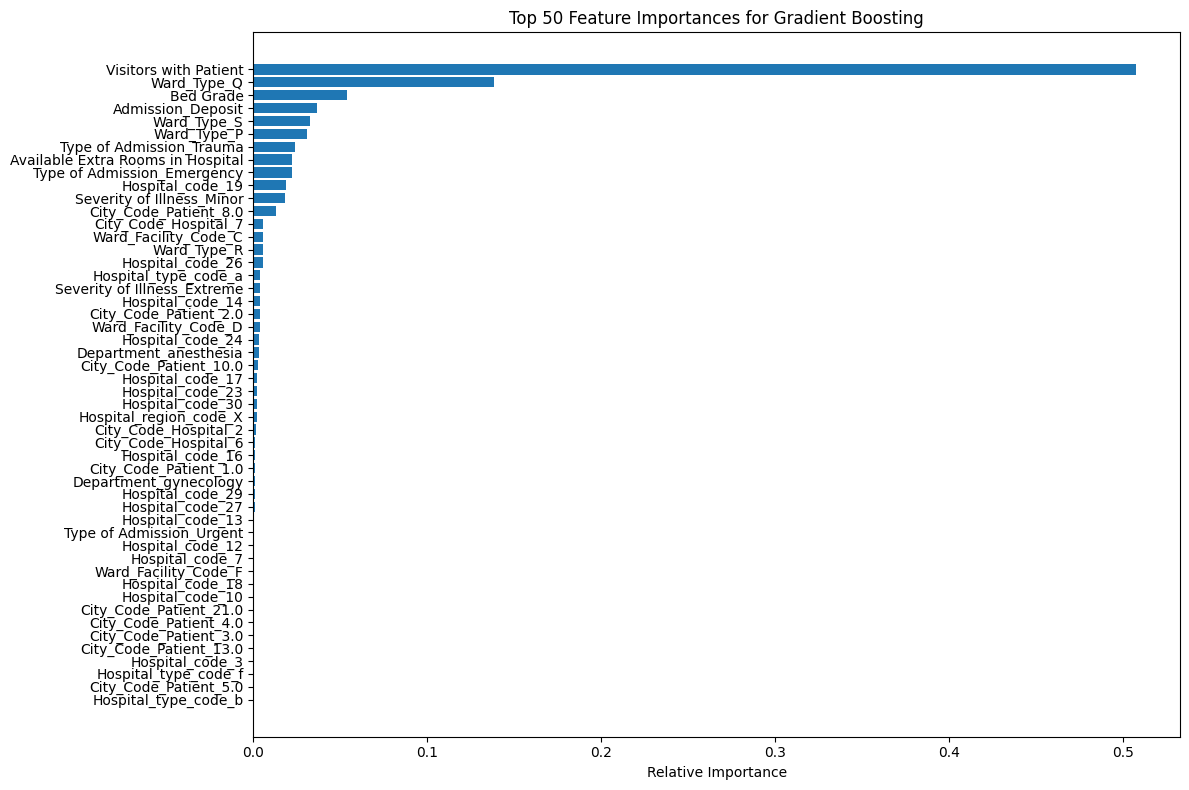 Top 50 Feature Importances for Gradient Boosting
Visitors with Patient
Ward_Type_Q
Bed Grade
Admission_Deposit
Ward_Type_S
Ward_Type_P
Type of Admission_Trauma
Available Extra Rooms in Hospital
Type of Admission_Emergency
Hospital_code_19
Severity of Illness_Minor
City_Code_Patient_8.0
City_Code_Hospital_7
Ward_Facility_Code_C
Ward_Type_R
Hospital_code_26
Hospital_type_code_a
Severity of Illness_Extreme
Hospital_code_14
City_Code_Patient_2.0
Ward_Facility_Code_D
Hospital_code_24
Department_anesthesia
City_Code_Patient_10.0
Hospital_code_17
Hospital_code_23
Hospital_code_30
Hospital_region_code_X
City_Code_Hospital_2
City_Code_Hospital_6
Hospital_code_16
City_Code_Patient_1.0
Department_gynecology
Hospital_code_29
Hospital_code_27
Hospital_code_13
Type of Admission_Urgent
Hospital_code_12
Hospital_code_7
Ward_Facility_Code_F
Hospital_code_18
Hospital_code_10
City_Code_Patient_21.0
City_Code_Patient_4.0
City_Code_Patient_3.0
City_Code_Patient_13.0
Hospital_code_3
Hospital_type_code_f
City_Code_Patient_5.0
Hospital_type_code_b
0.0 0.1 0.2 0.3 0.4 0.5
Relative Importance